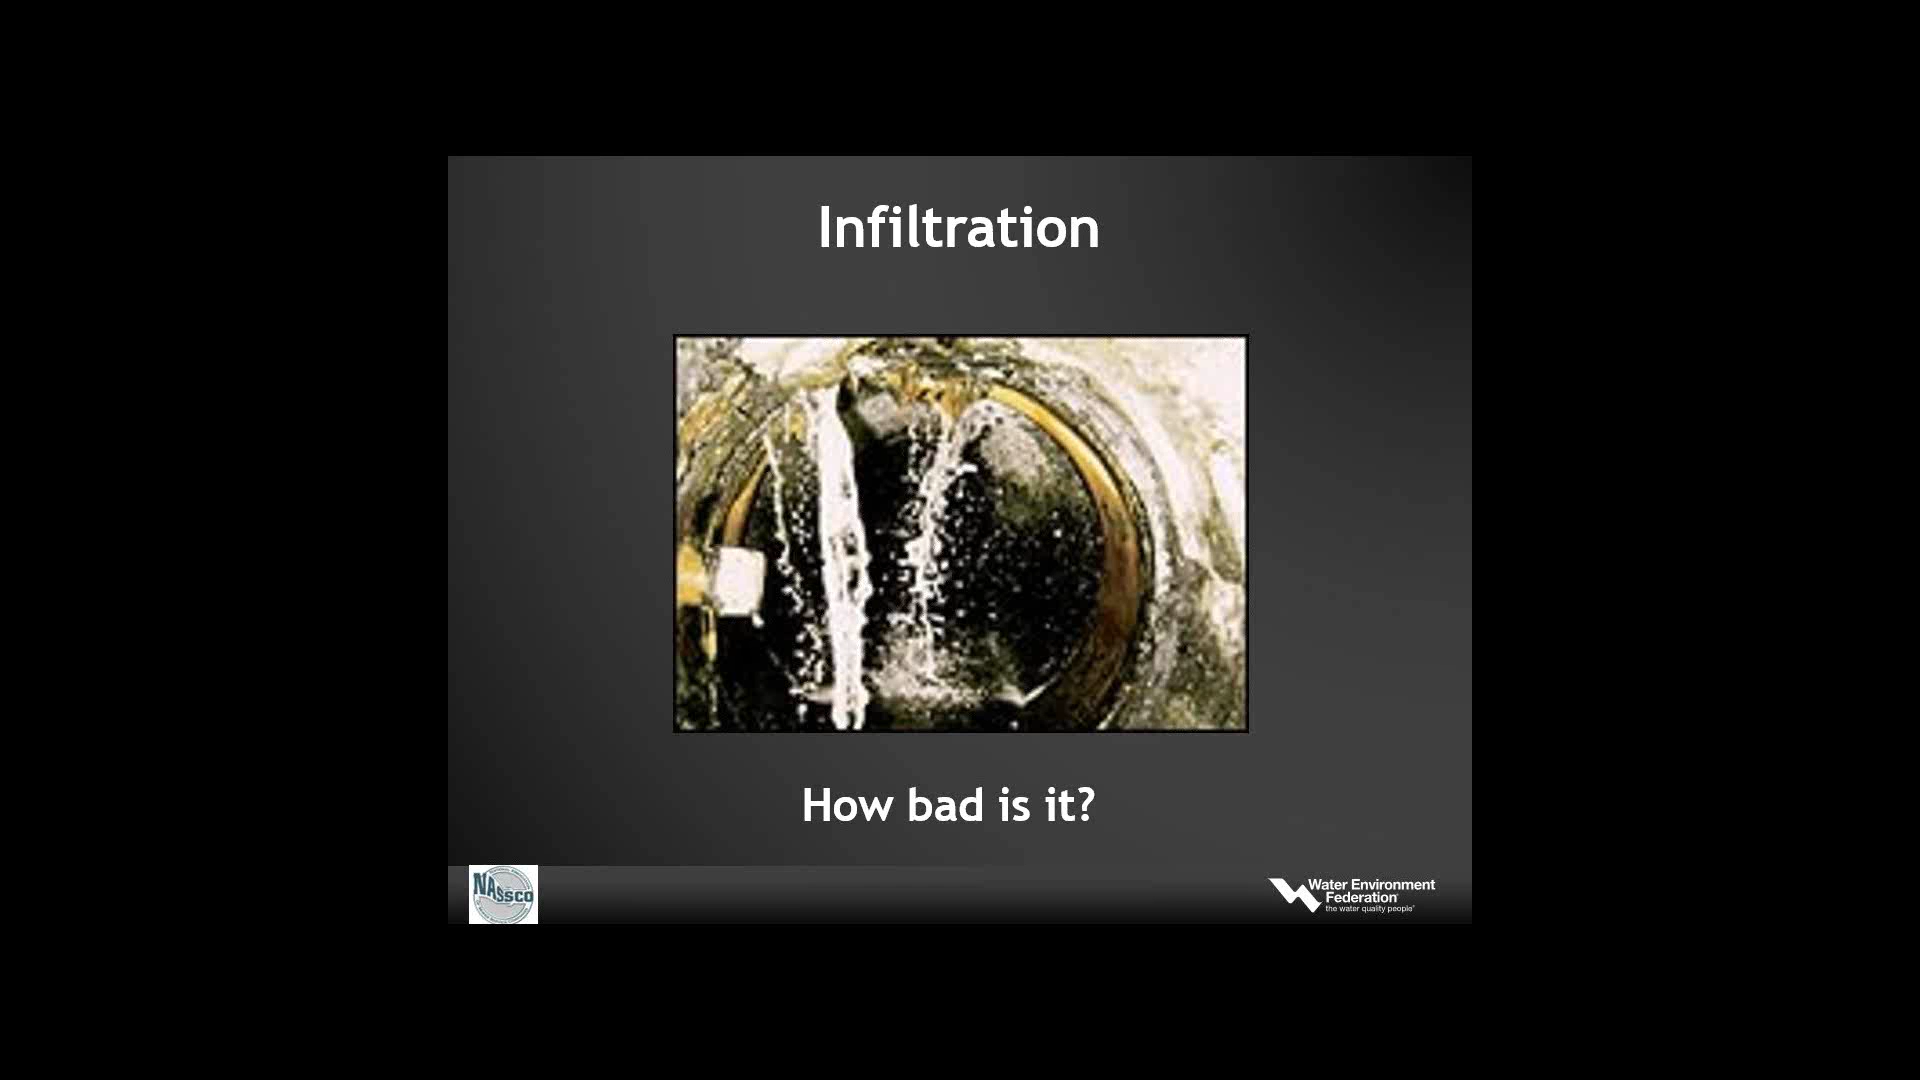 Infiltration
How bad is it?
NASSCO
Water Environment
Federation
the water quality people